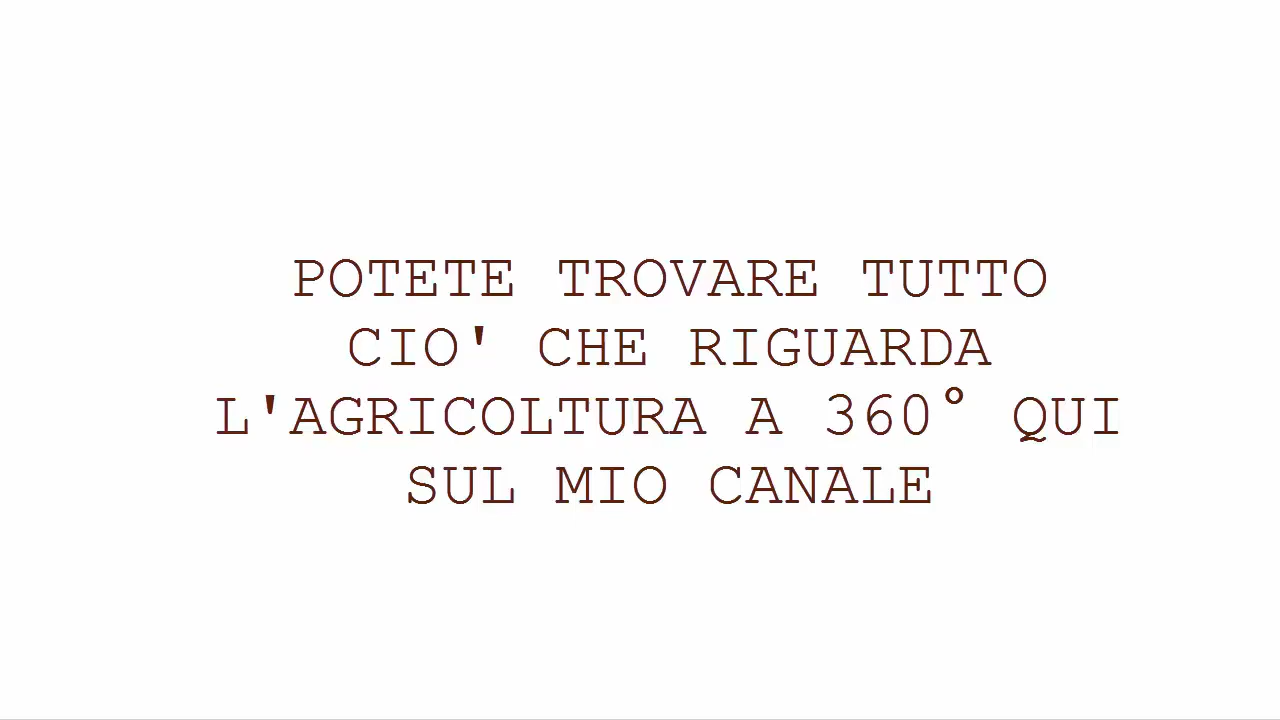 POTETE TROVARE TUTTO
CIO' CHE RIGUARDA
L'AGRICOLTURA A 360° QUI
SUL MIO CANALE